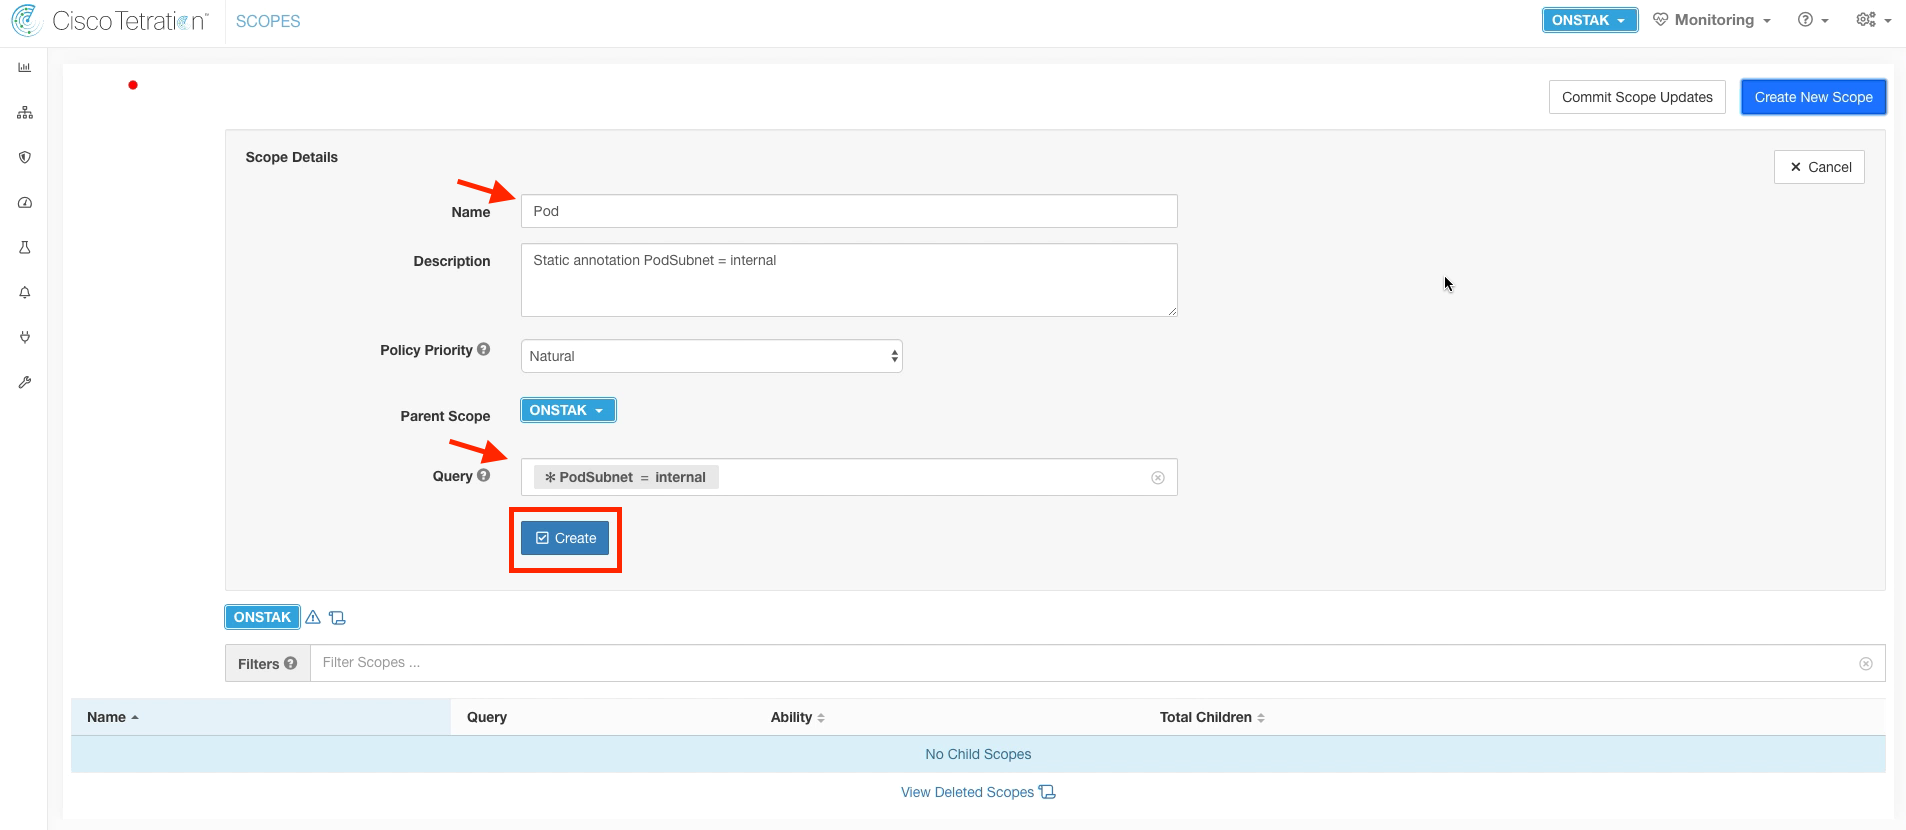 Cisco Tetration™ SCOPES ONSTAK Monitoring
Commit Scope Updates Create New Scope
Scope Details
Cancel
Name Pod
Description Static annotation PodSubnet = internal
Policy Priority Natural
Parent Scope ONSTAK
Query PodSubnet = internal
Create
ONSTAK
Filters Filter Scopes ...
Name Query Ability Total Children
No Child Scopes
View Deleted Scopes